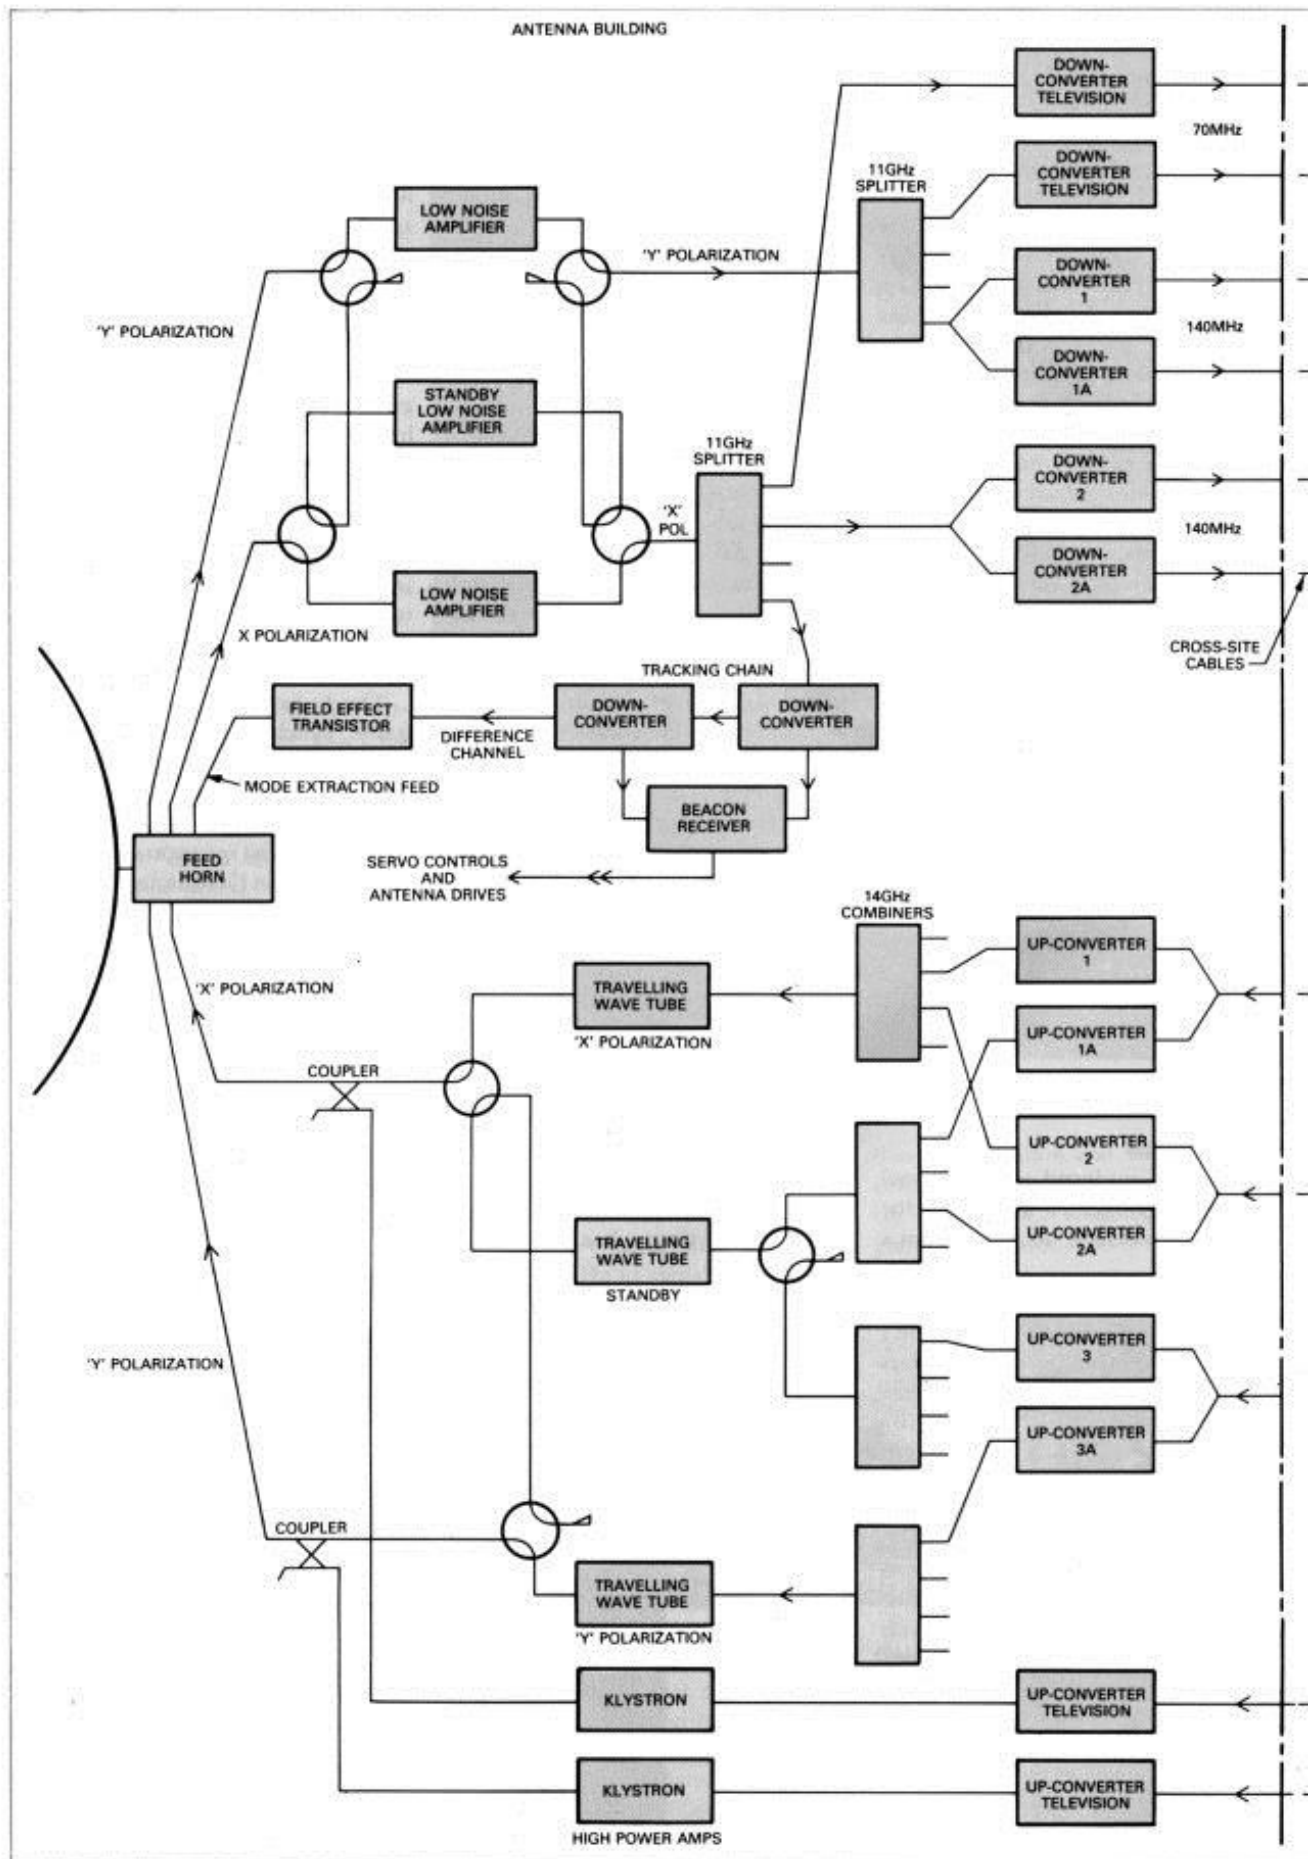 ANTENNA BUILDING
DOWN-
CONVERTER
TELEVISION
70MHz
DOWN-
CONVERTER
TELEVISION
11GHz
SPLITTER
LOW NOISE
AMPLIFIER
'Y' POLARIZATION
DOWN-
CONVERTER
1
'Y' POLARIZATION
140MHz
DOWN-
CONVERTER
1A
STANDBY
LOW NOISE
AMPLIFIER
11GHz
SPLITTER
DOWN-
CONVERTER
2
'X'
POL
140MHz
DOWN-
CONVERTER
2A
LOW NOISE
AMPLIFIER
X POLARIZATION
CROSS-SITE
CABLES
TRACKING CHAIN
FIELD EFFECT
TRANSISTOR
DOWN-
CONVERTER
DOWN-
CONVERTER
DIFFERENCE
CHANNEL
MODE EXTRACTION FEED
BEACON
RECEIVER
FEED
HORN
SERVO CONTROLS
AND
ANTENNA DRIVES
14GHz
COMBINERS
UP-CONVERTER
1
'X' POLARIZATION
TRAVELLING
WAVE TUBE
'X' POLARIZATION
UP-CONVERTER
1A
COUPLER
UP-CONVERTER
2
TRAVELLING
WAVE TUBE
STANDBY
UP-CONVERTER
2A
UP-CONVERTER
3
'Y' POLARIZATION
UP-CONVERTER
3A
COUPLER
TRAVELLING
WAVE TUBE
'Y' POLARIZATION
KLYSTRON
UP-CONVERTER
TELEVISION
KLYSTRON
HIGH POWER AMPS
UP-CONVERTER
TELEVISION